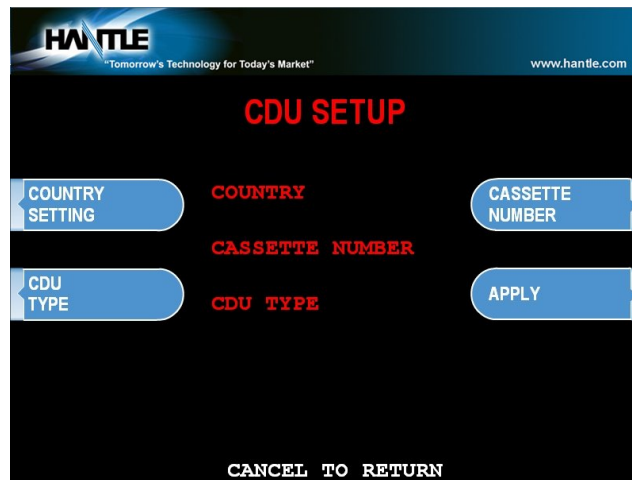 HANTLE
"Tomorrow's Technology for Today's Market"
www.hantle.com
CDU SETUP
COUNTRY
SETTING
COUNTRY
CASSETTE
NUMBER
CASSETTE NUMBER
CDU
TYPE
CDU TYPE
APPLY
CANCEL TO RETURN